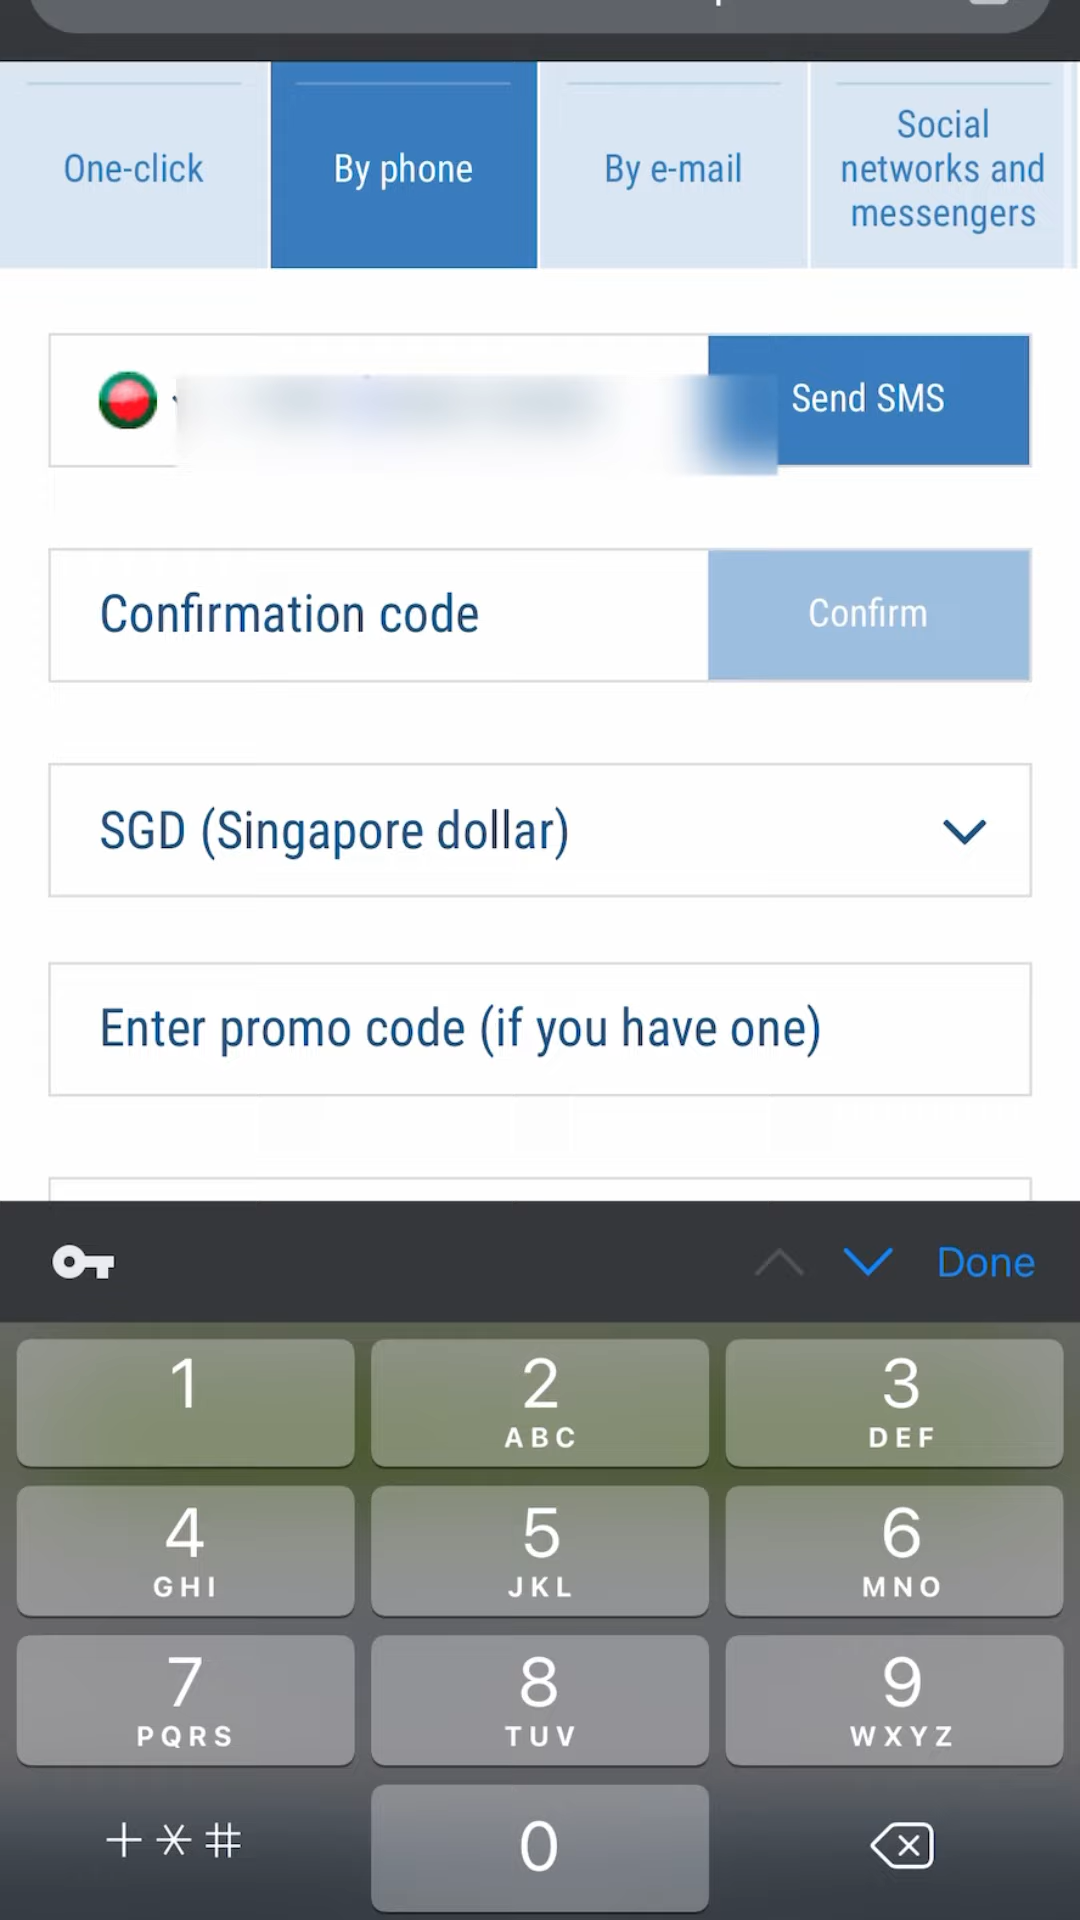 One-click
By phone
By e-mail
Social
networks and
messengers
Send SMS
Confirmation code
Confirm
SGD (Singapore dollar)
Enter promo code (if you have one)
Done
1
2
ABC
3
DEF
4
GHI
5
JKL
6
MNO
7
PQRS
8
TUV
9
WXYZ
+*#
0